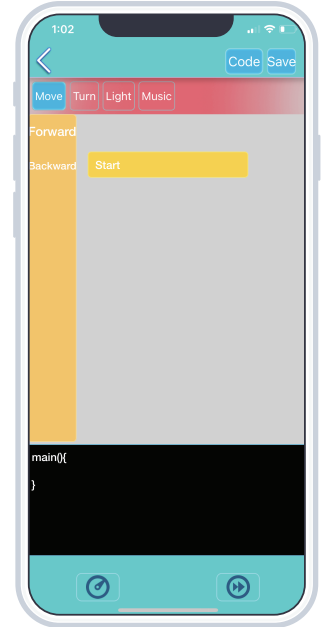 1:02
Code Save
Move Turn Light Music
Forward
Backward Start
main(){
}